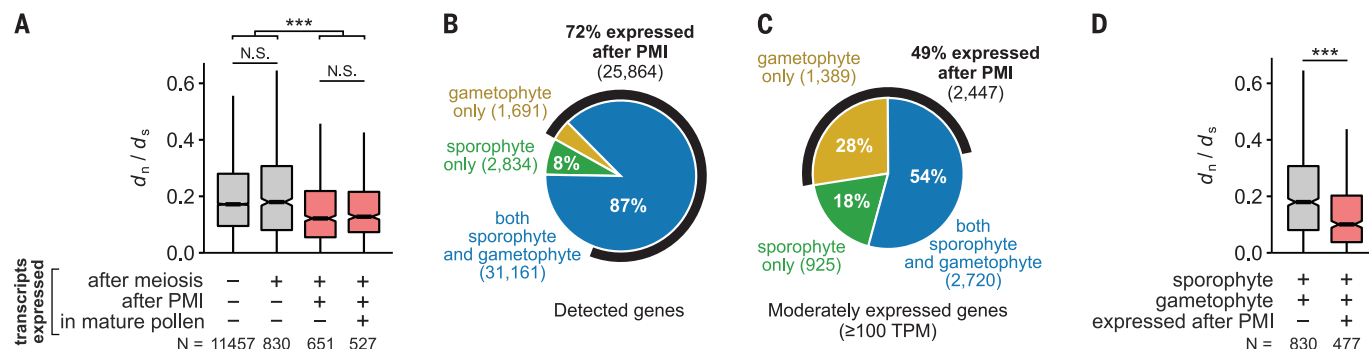 A
***
N.S.
N.S.
0.6
0.4
0.2
0.0
dn / ds
transcripts
expressed
after meiosis − + + +
after PMI − − + +
in mature pollen − − − +
N = 11457 830 651 527
B
72% expressed
after PMI
(25,864)
gametophyte
only (1,691)
sporophyte
only (2,834)
8%
87%
both
sporophyte
and gametophyte
(31,161)
Detected genes
C
gametophyte
only (1,389)
49% expressed
after PMI
(2,447)
28%
54%
18%
sporophyte
only (925)
both
sporophyte
and gametophyte
(2,720)
Moderately expressed genes
(≥100 TPM)
D
***
0.6
0.4
0.2
0.0
dn / ds
sporophyte + +
gametophyte + +
expressed after PMI − +
N = 830 477